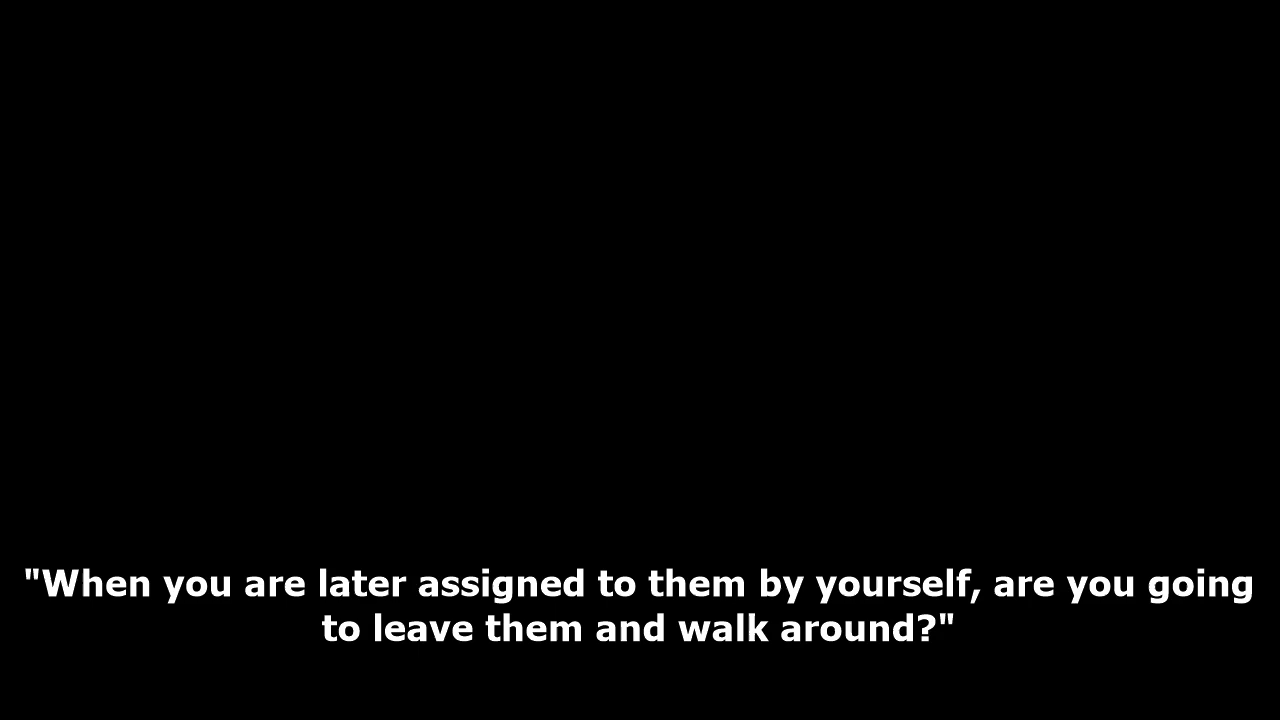 "When you are later assigned to them by yourself, are you going
to leave them and walk around?"